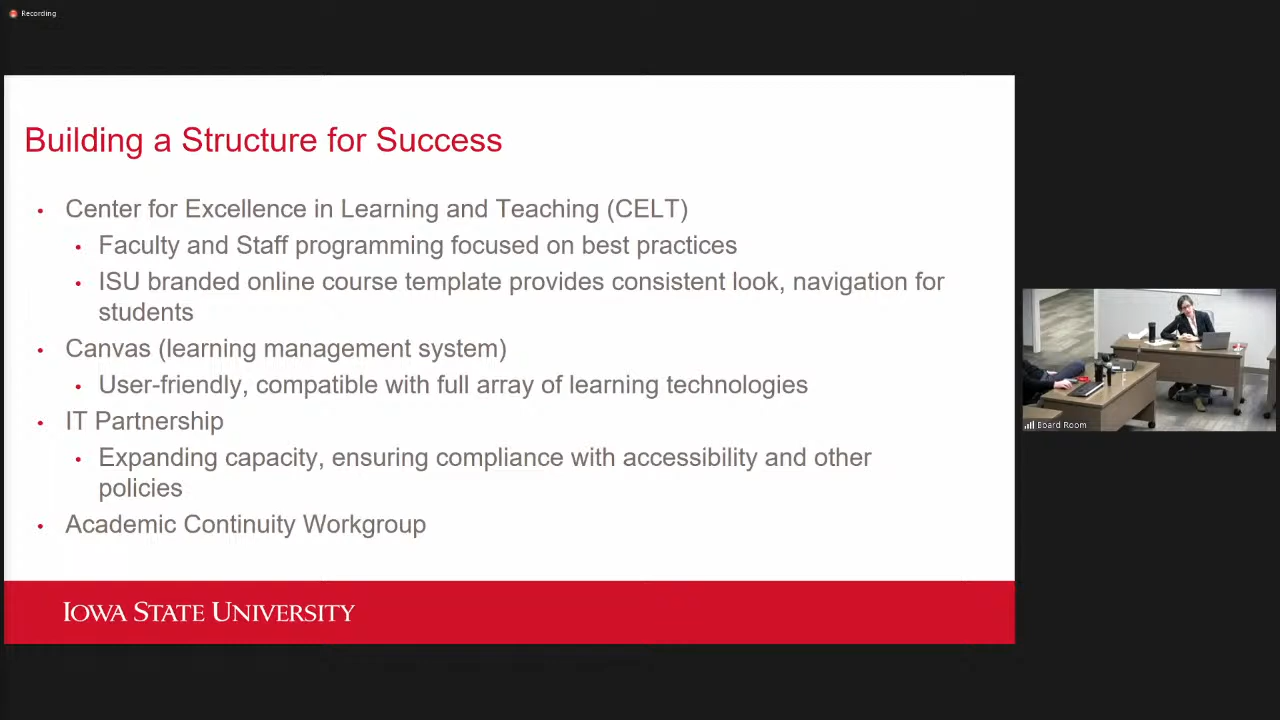 Recording
Building a Structure for Success
• Center for Excellence in Learning and Teaching (CELT)
• Faculty and Staff programming focused on best practices
• ISU branded online course template provides consistent look, navigation for
students
• Canvas (learning management system)
• User-friendly, compatible with full array of learning technologies
• IT Partnership
• Expanding capacity, ensuring compliance with accessibility and other
policies
• Academic Continuity Workgroup
Board Room
IOWA STATE UNIVERSITY